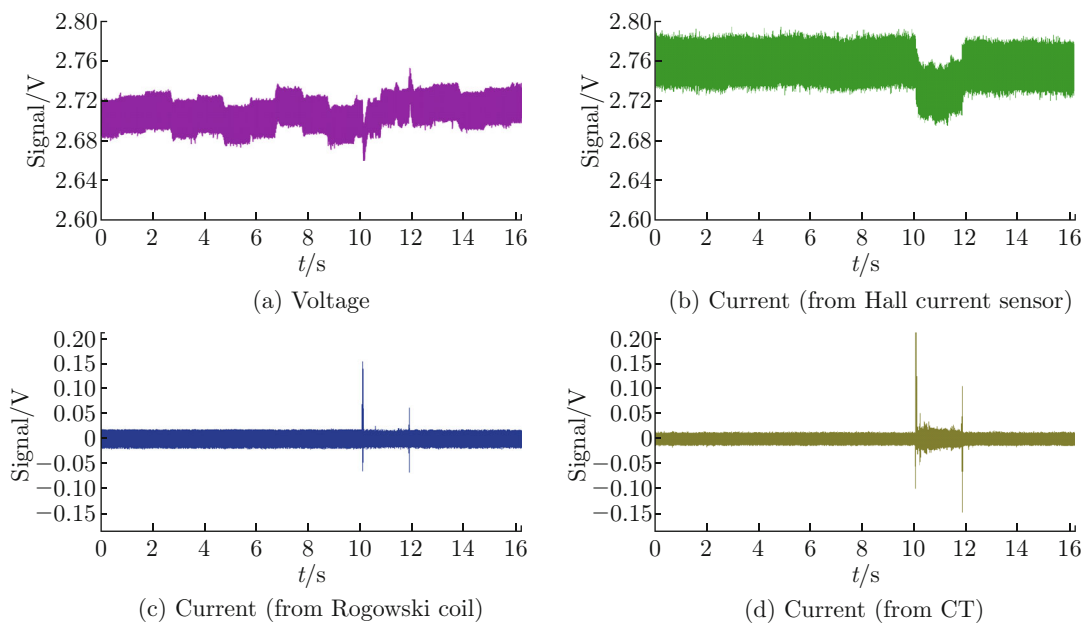 Signal/V
2.80
2.76
2.72
2.68
2.64
2.60
0 2 4 6 8 10 12 14 16
t/s
(a) Voltage
Signal/V
2.80
2.76
2.72
2.68
2.64
2.60
0 2 4 6 8 10 12 14 16
t/s
(b) Current (from Hall current sensor)
Signal/V
0.20
0.15
0.10
0.05
0
−0.05
−0.10
−0.15
0 2 4 6 8 10 12 14 16
t/s
(c) Current (from Rogowski coil)
Signal/V
0.20
0.15
0.10
0.05
0
−0.05
−0.10
−0.15
0 2 4 6 8 10 12 14 16
t/s
(d) Current (from CT)